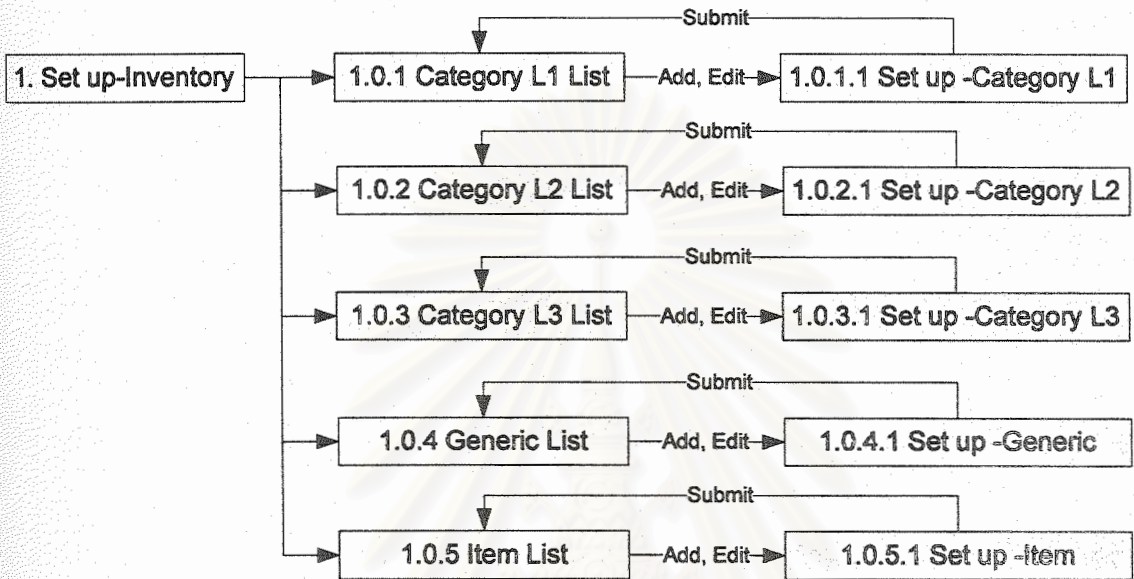 Submit
1. Set up-Inventory
1.0.1 Category L1 List
Add, Edit
1.0.1.1 Set up -Category L1
Submit
1.0.2 Category L2 List
Add, Edit
1.0.2.1 Set up -Category L2
Submit
1.0.3 Category L3 List
Add, Edit
1.0.3.1 Set up -Category L3
Submit
1.0.4 Generic List
Add, Edit
1.0.4.1 Set up -Generic
Submit
1.0.5 Item List
Add, Edit
1.0.5.1 Set up -Item